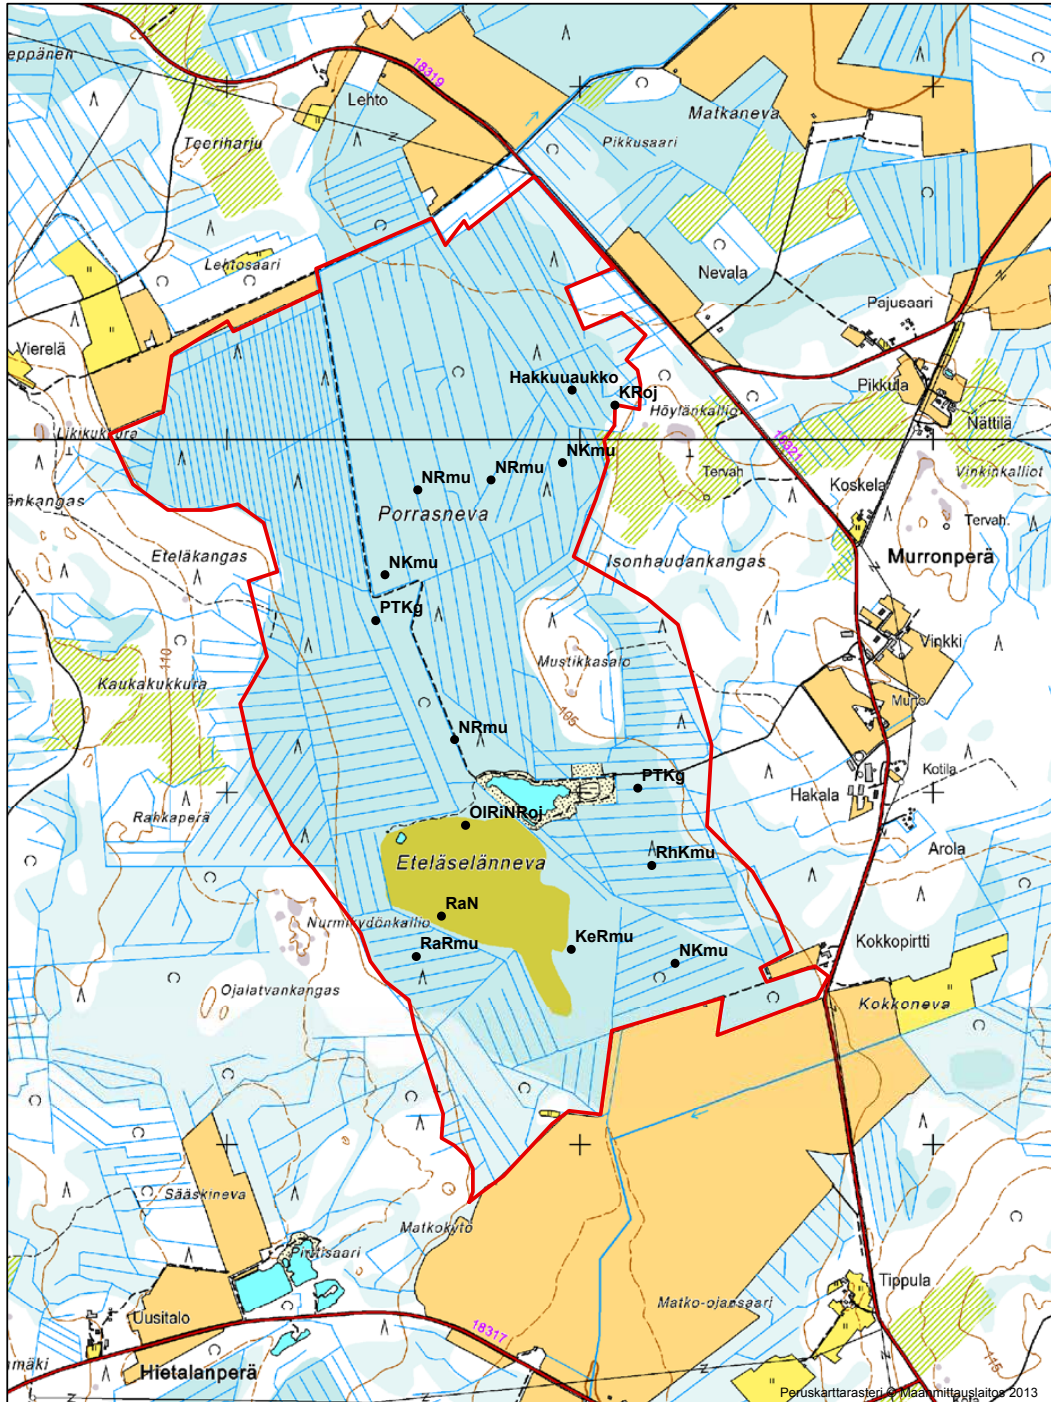 eppänen
Lehto
18319
Matkaneva
Teeriharju
Pikkusaari
Lehtosaari
Nevala
Pajusaari
Vierelä
Hakkuuaukko
KRoj
Pikkula
Höylänkallio
Nättilä
Likikukkura
18321
NKmu
NRmu
NRmu
Tervah
Vinkinkalliot
Koskela
änkangas
Porrasneva
Tervah.
Eteläkangas
Isonhaudankangas
Murronperä
NKmu
PTKg
Vinkki
110
Mustikkasalo
Kaukakukkura
Murto
105
NRmu
Kotila
PTKg
Hakala
Rahkaperä
OlRiNRoj
Arola
Eteläselänneva
RhKmu
RaN
Nurmikydönkallio
KeRmu
Kokkopirtti
RaRmu
NKmu
Ojalatvankangas
Kokkoneva
Sääskineva
Matkokytö
Pirttisaari
Tippula
Matko-ojansaari
Uusitalo
18317
mäki
Hietalanperä
Peruskarttarasteri © Maanmittauslaitos 2013